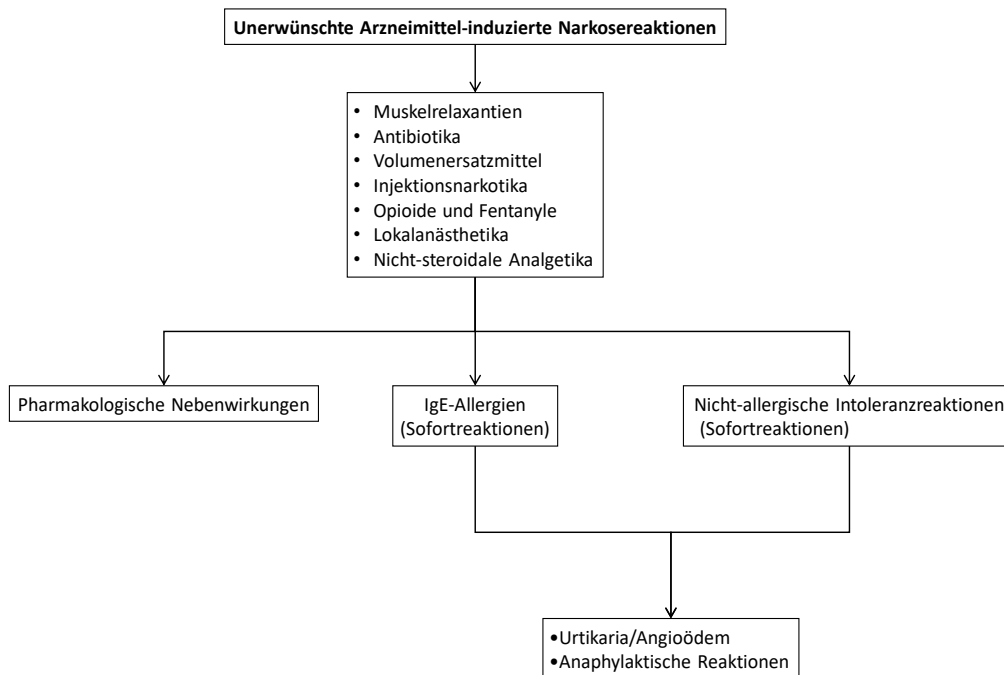 Unerwünschte Arzneimittel-induzierte Narkosereaktionen
• Muskelrelaxantien
• Antibiotika
• Volumenersatzmittel
• Injektionsnarkotika
• Opioide und Fentanyle
• Lokalanästhetika
• Nicht-steroidale Analgetika
Pharmakologische Nebenwirkungen
IgE-Allergien
(Sofortreaktionen)
Nicht-allergische Intoleranzreaktionen
(Sofortreaktionen)
•Urtikaria/Angioödem
•Anaphylaktische Reaktionen